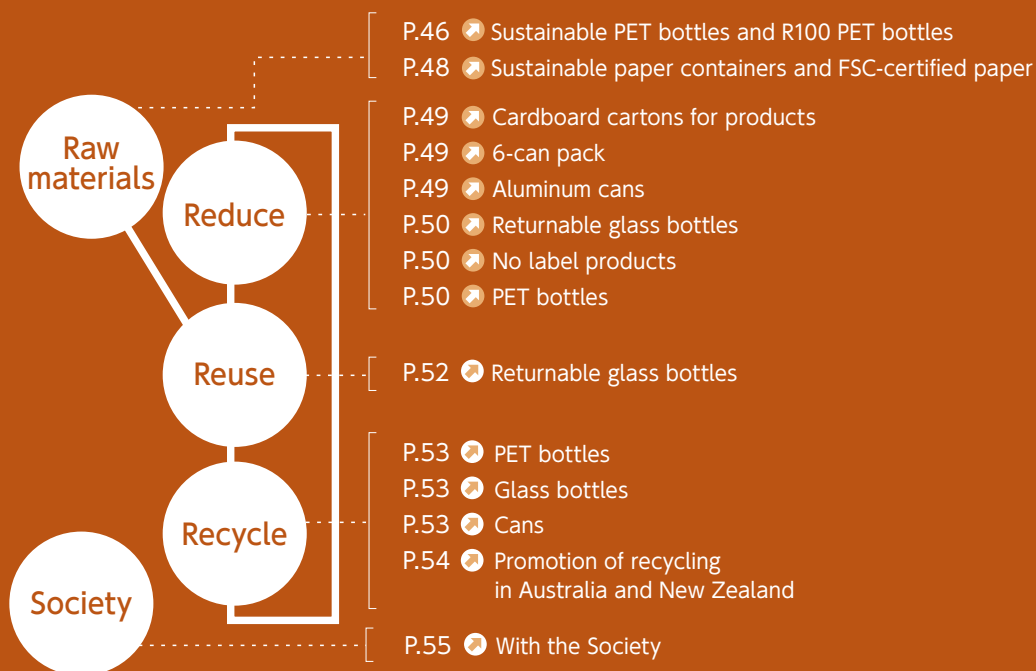 Raw
materials
P.46 Sustainable PET bottles and R100 PET bottles
P.48 Sustainable paper containers and FSC-certified paper
Reduce
P.49 Cardboard cartons for products
P.49 6-can pack
P.49 Aluminum cans
P.50 Returnable glass bottles
P.50 No label products
P.50 PET bottles
Reuse
P.52 Returnable glass bottles
Recycle
P.53 PET bottles
P.53 Glass bottles
P.53 Cans
P.54 Promotion of recycling
in Australia and New Zealand
Society
P.55 With the Society